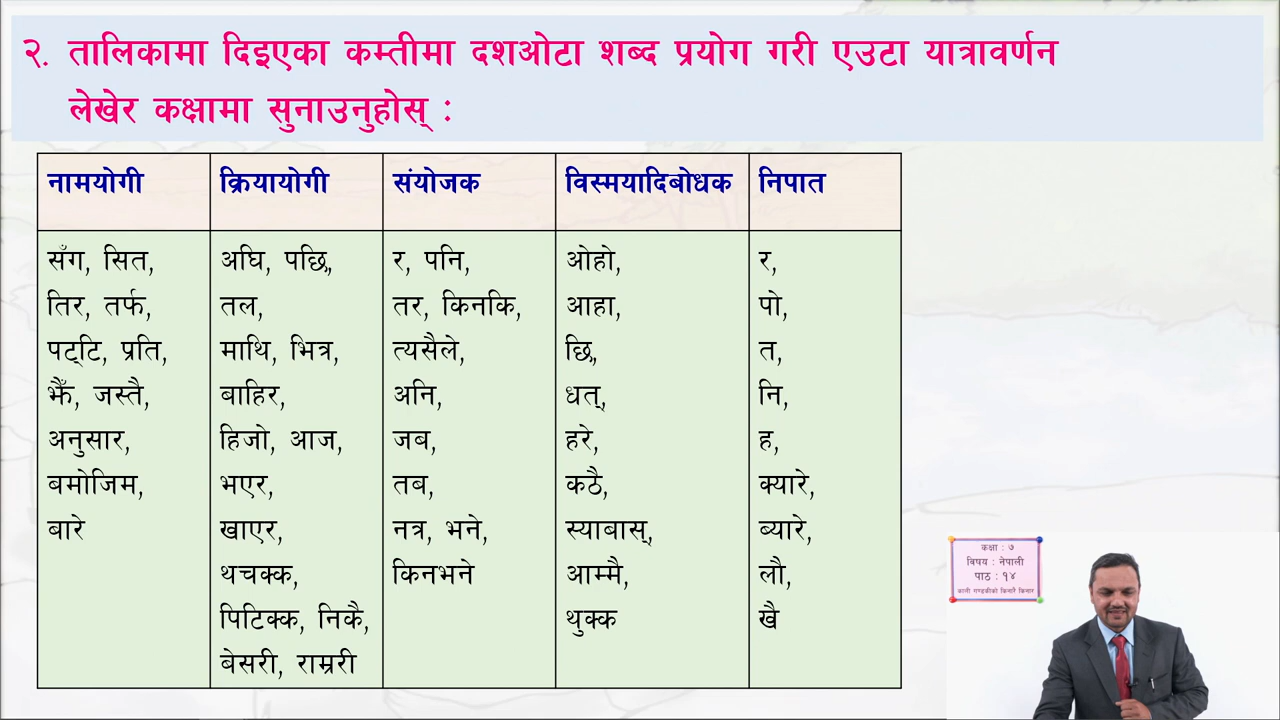 २. तालिकामा दिइएका कम्तीमा दशओटा शब्द प्रयोग गरी एउटा यात्रावर्णन
लेखेर कक्षामा सुनाउनुहोस् :
नामयोगी
सँग, सित,
तिर, तर्फ,
पट्टि, प्रति,
झैँ, जस्तै,
अनुसार,
बमोजिम,
बारे
क्रियायोगी
अघि, पछि,
तल,
माथि, भित्र,
बाहिर,
हिजो, आज,
भएर,
खाएर,
थचक्क,
पिटिक्क, निकै,
बेसरी, राम्ररी
संयोजक
र, पनि,
तर, किनकि,
त्यसैले,
अनि,
जब,
तब,
नत्र, भने,
किनभने
विस्मयादिबोधक
ओहो,
आहा,
छि,
धत्,
हरे,
कठै,
स्याबास्,
आम्मै,
थुक्क
निपात
र,
पो,
त,
नि,
ह,
क्यारे,
ब्यारे,
लौ,
खै
कक्षा : ७
विषय : नेपाली
पाठ : १४
काली गण्डकीको किनारै किनार